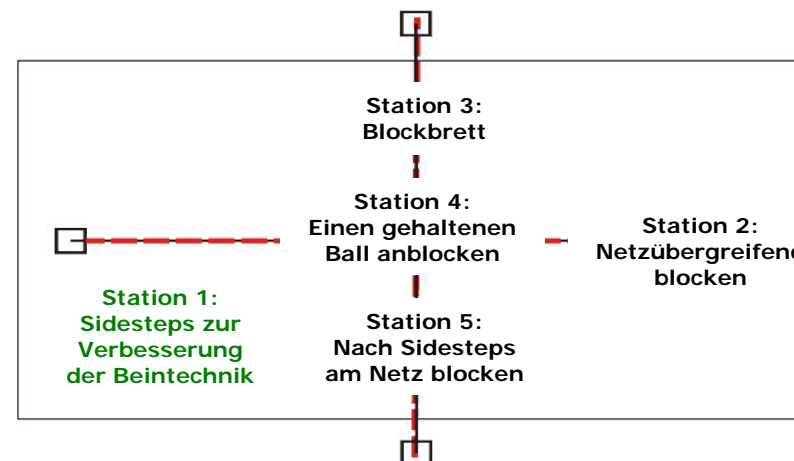 Station 3:
Blockbrett
Station 4:
Einen gehaltenen
Ball anblocken
Station 2:
Netzübergreifend
blocken
Station 1:
Sidesteps zur
Verbesserung
der Beintechnik
Station 5:
Nach Sidesteps
am Netz blocken